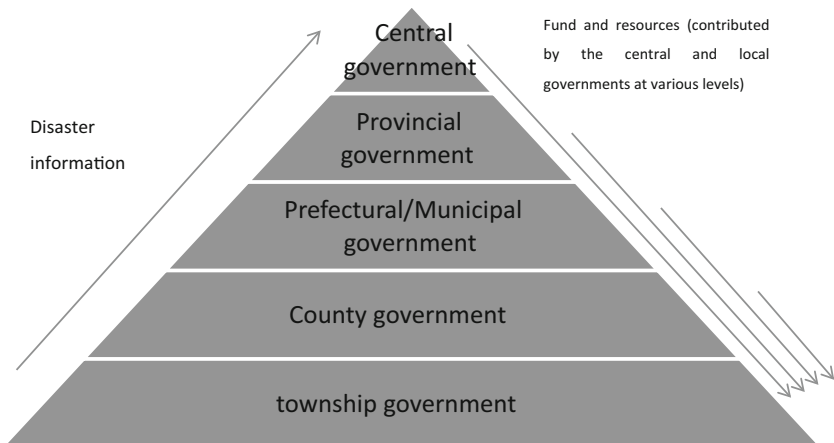 Central
government
Fund and resources (contributed
by the central and local
governments at various levels)
Disaster
information
Provincial
government
Prefectural/Municipal
government
County government
township government